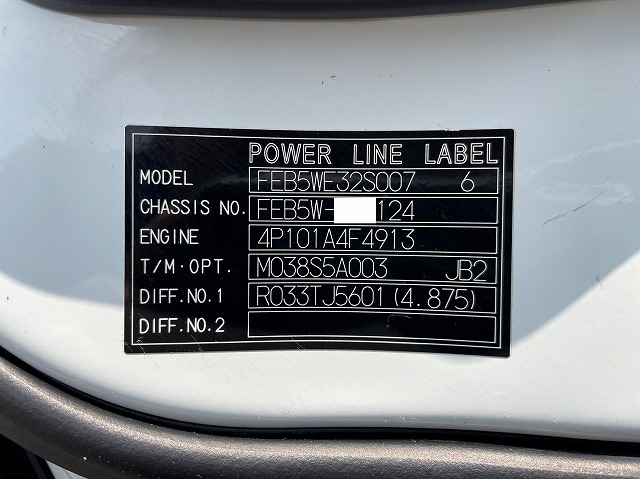 POWER LINE LABEL
MODEL FEB5WE32S007 6
CHASSIS NO. FEB5W- 124
ENGINE 4P101A4F4913
T/M·OPT. M038S5A003 JB2
DIFF.NO.1 R033TJ5601(4.875)
DIFF.NO.2